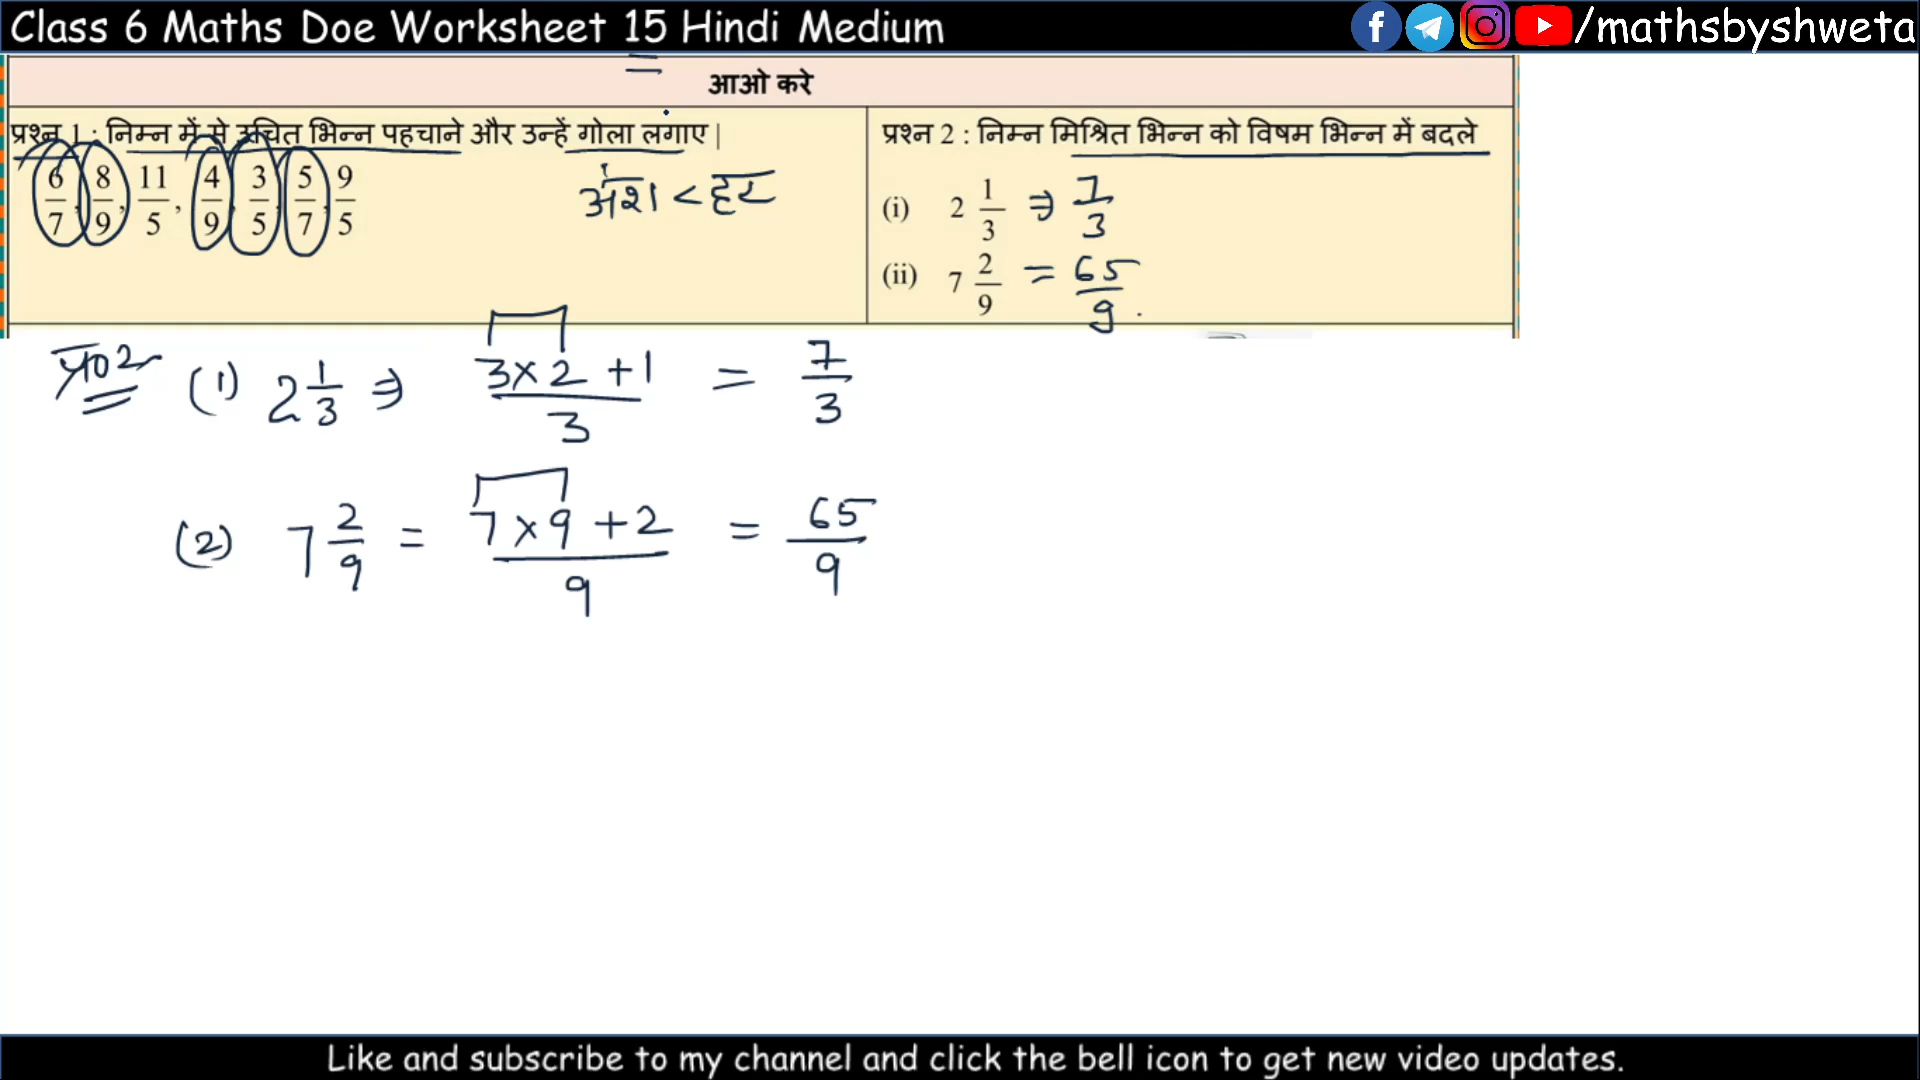 Class 6 Maths Doe Worksheet 15 Hindi Medium
/mathsbyshweta
आओ करे
प्रश्न 1 : निम्न में से उचित भिन्न पहचाने और उन्हें गोला लगाए |
6/7, 8/9, 11/5, 4/9, 3/5, 5/7, 9/5
अंश < हर
प्रश्न 2 : निम्न मिश्रित भिन्न को विषम भिन्न में बदले
(i) 2 1/3 ⇒ 7/3
(ii) 7 2/9 = 65/9.
प्र०2
(1) 2 1/3 ⇒ (3×2+1)/3 = 7/3
(2) 7 2/9 = (7×9+2)/9 = 65/9
Like and subscribe to my channel and click the bell icon to get new video updates.